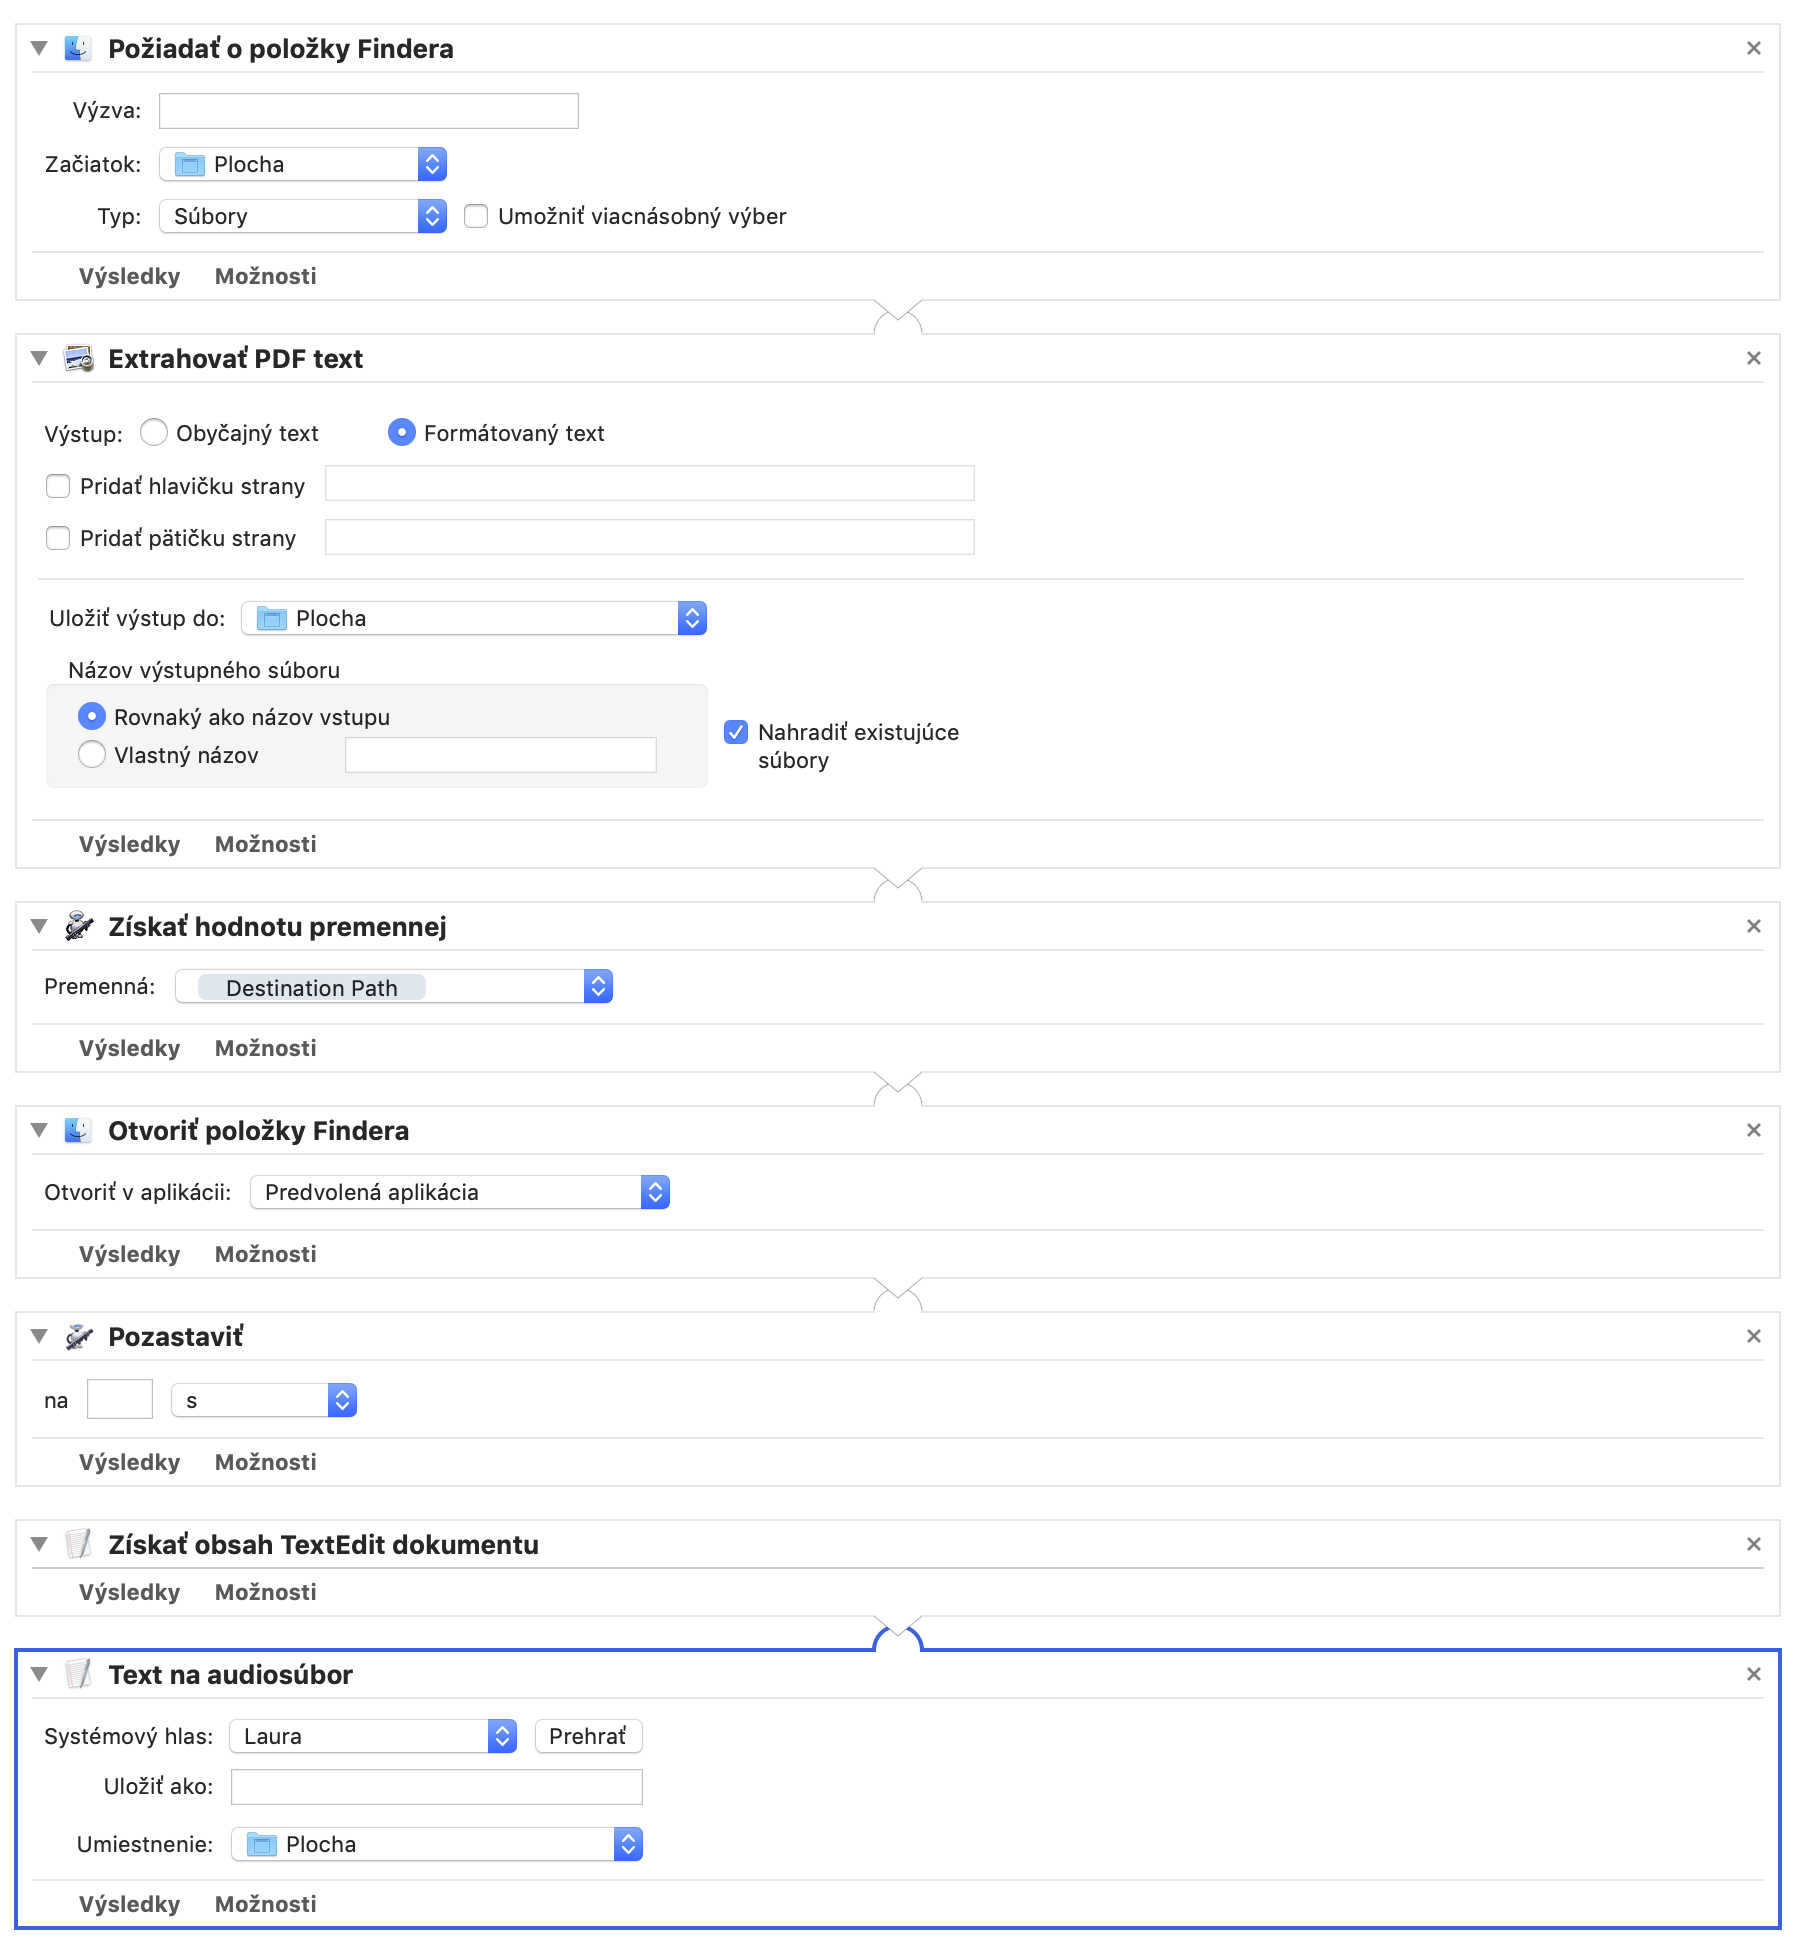 Požiadať o položky Findera
Výzva:
Začiatok: Plocha
Typ: Súbory Umožniť viacnásobný výber
Výsledky Možnosti
Extrahovať PDF text
Výstup: Obyčajný text Formátovaný text
Pridať hlavičku strany
Pridať pätičku strany
Uložiť výstup do: Plocha
Názov výstupného súboru
Rovnaký ako názov vstupu
Vlastný názov
Nahradiť existujúce
súbory
Výsledky Možnosti
Získať hodnotu premennej
Premenná: Destination Path
Výsledky Možnosti
Otvoriť položky Findera
Otvoriť v aplikácii: Predvolená aplikácia
Výsledky Možnosti
Pozastaviť
na s
Výsledky Možnosti
Získať obsah TextEdit dokumentu
Výsledky Možnosti
Text na audiosúbor
Systémový hlas: Laura Prehrať
Uložiť ako:
Umiestnenie: Plocha
Výsledky Možnosti